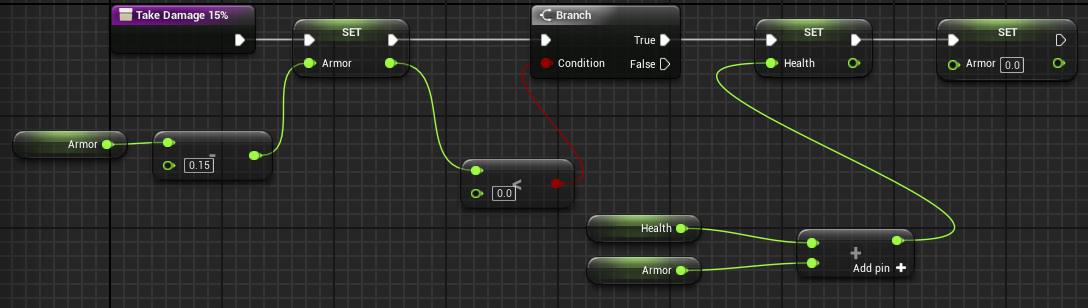 Take Damage 15%
SET
Armor
Branch
True
Condition
False
SET
Health
SET
Armor 0.0
Armor
-
0.15
<
0.0
Health
Armor
+
Add pin +